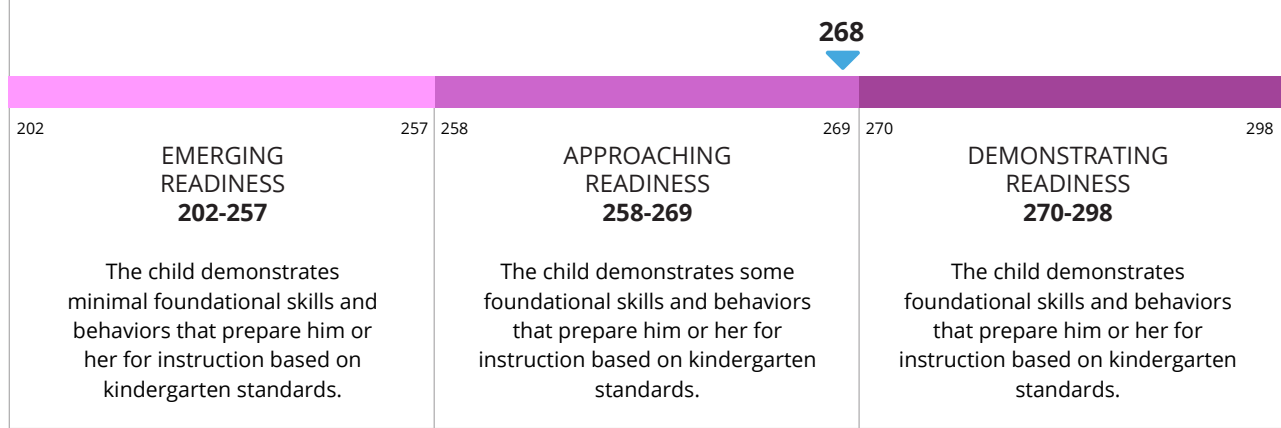 268
202
257
258
269
270
298
EMERGING
READINESS
202-257
The child demonstrates
minimal foundational skills and
behaviors that prepare him or
her for instruction based on
kindergarten standards.
APPROACHING
READINESS
258-269
The child demonstrates some
foundational skills and behaviors
that prepare him or her for
instruction based on kindergarten
standards.
DEMONSTRATING
READINESS
270-298
The child demonstrates
foundational skills and behaviors
that prepare him or her for
instruction based on kindergarten
standards.